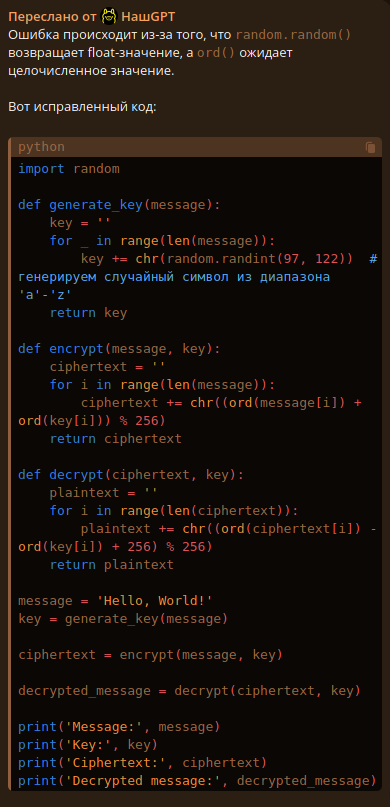 Переслано от НашGPT
Ошибка происходит из-за того, что random.random()
возвращает float-значение, а ord() ожидает
целочисленное значение.
Вот исправленный код:
python
import random
def generate_key(message):
    key = ''
    for _ in range(len(message)):
        key += chr(random.randint(97, 122))  #
генерируем случайный символ из диапазона
'a'-'z'
    return key
def encrypt(message, key):
    ciphertext = ''
    for i in range(len(message)):
        ciphertext += chr((ord(message[i]) +
ord(key[i])) % 256)
    return ciphertext
def decrypt(ciphertext, key):
    plaintext = ''
    for i in range(len(ciphertext)):
        plaintext += chr((ord(ciphertext[i]) -
ord(key[i]) + 256) % 256)
    return plaintext
message = 'Hello, World!'
key = generate_key(message)
ciphertext = encrypt(message, key)
decrypted_message = decrypt(ciphertext, key)
print('Message:', message)
print('Key:', key)
print('Ciphertext:', ciphertext)
print('Decrypted message:', decrypted_message)